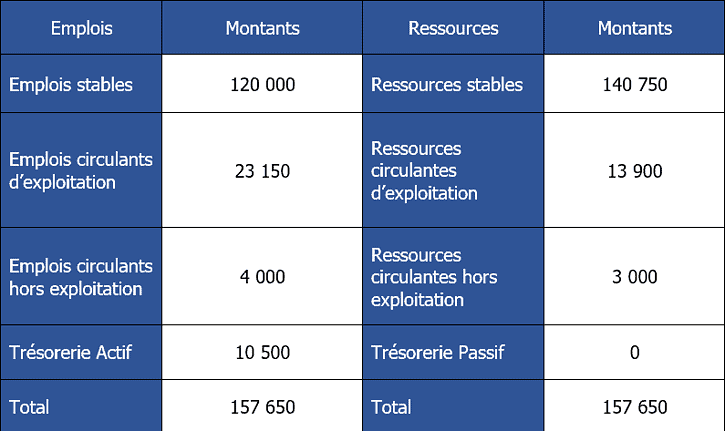 Emplois Montants Ressources Montants
Emplois stables 120 000 Ressources stables 140 750
Emplois circulants
d’exploitation
23 150
Ressources
circulantes
d’exploitation
13 900
Emplois circulants
hors exploitation
4 000
Ressources
circulantes hors
exploitation
3 000
Trésorerie Actif 10 500 Trésorerie Passif 0
Total 157 650 Total 157 650